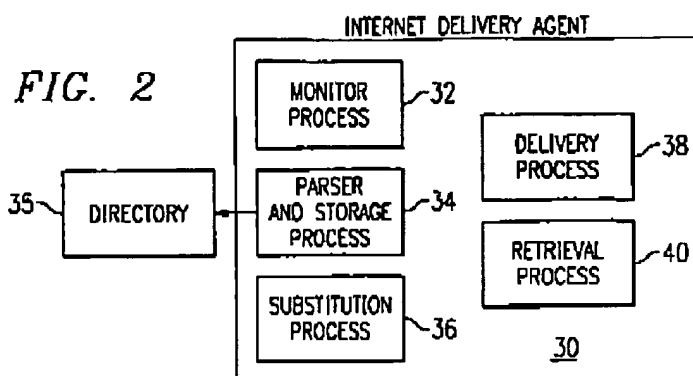 INTERNET DELIVERY AGENT
FIG. 2
MONITOR
PROCESS
32
DELIVERY
PROCESS
38
35
DIRECTORY
PARSER
AND STORAGE
PROCESS
34
RETRIEVAL
PROCESS
40
SUBSTITUTION
PROCESS
36
30